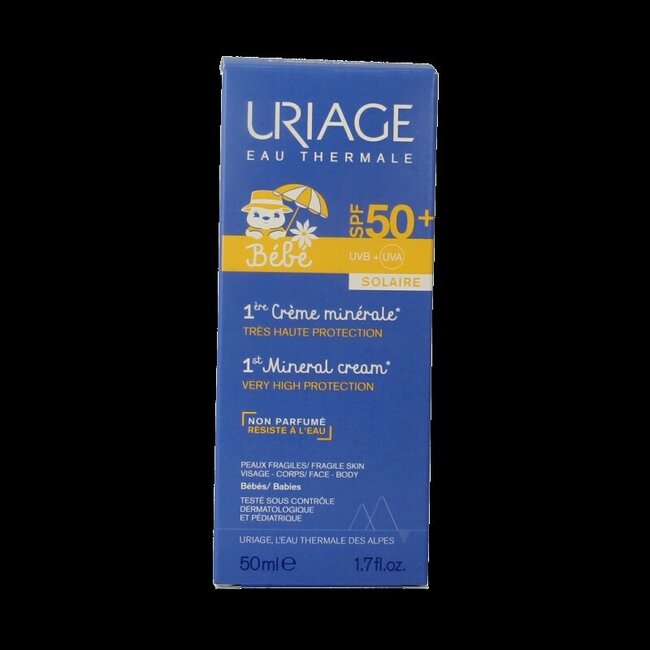 URIAGE
EAU THERMALE
SPF 50+
Bébé
UVB + UVA
SOLAIRE
1ère Crème minérale*
TRÈS HAUTE PROTECTION
1st Mineral cream*
VERY HIGH PROTECTION
NON PARFUMÉ
RÉSISTE À L'EAU
PEAUX FRAGILES/ FRAGILE SKIN
VISAGE - CORPS/ FACE - BODY
Bébés/ Babies
TESTÉ SOUS CONTRÔLE
DERMATOLOGIQUE
ET PÉDIATRIQUE
URIAGE, L'EAU THERMALE DES ALPES
50ml e 1.7fl.oz.